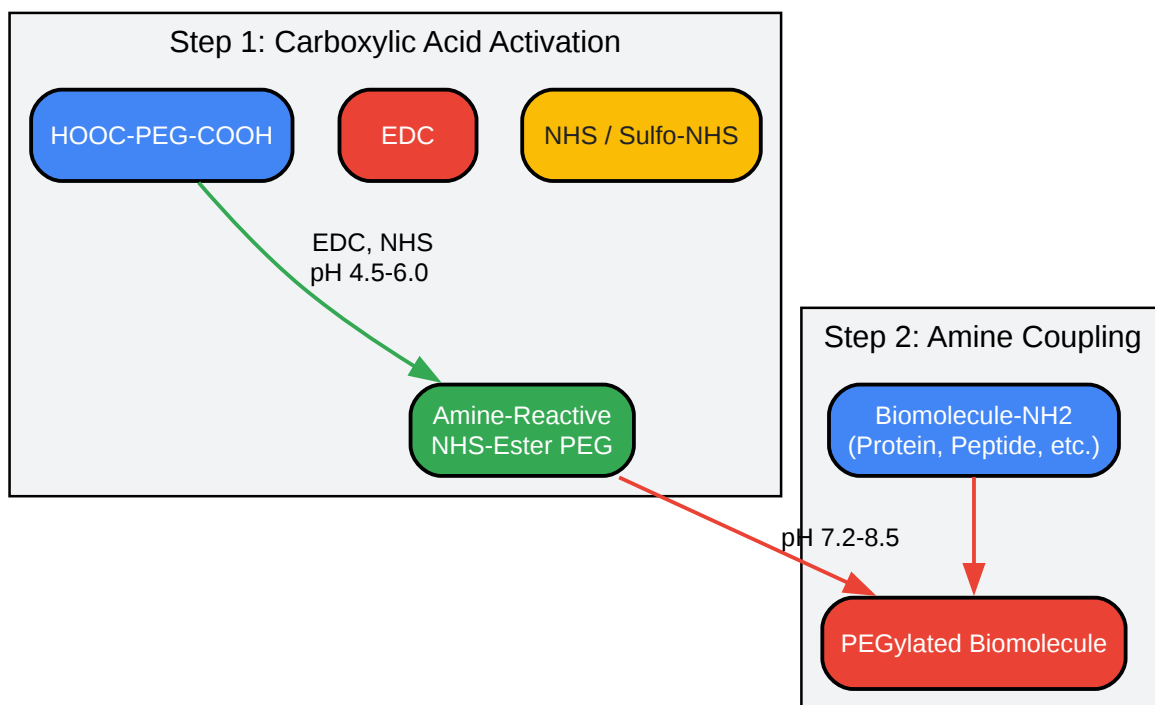 Step 1: Carboxylic Acid Activation
HOOC-PEG-COOH
EDC
NHS / Sulfo-NHS
EDC, NHS
pH 4.5-6.0
Amine-Reactive
NHS-Ester PEG
Step 2: Amine Coupling
Biomolecule-NH2
(Protein, Peptide, etc.)
pH 7.2-8.5
PEGylated Biomolecule